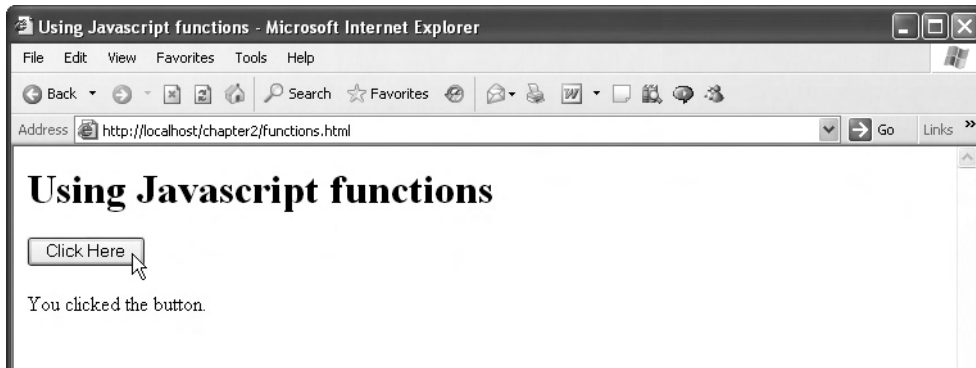 Using Javascript functions - Microsoft Internet Explorer
File Edit View Favorites Tools Help
Back Search Favorites W
Address http://localhost/chapter2/functions.html Go Links »
Using Javascript functions
Click Here
You clicked the button.